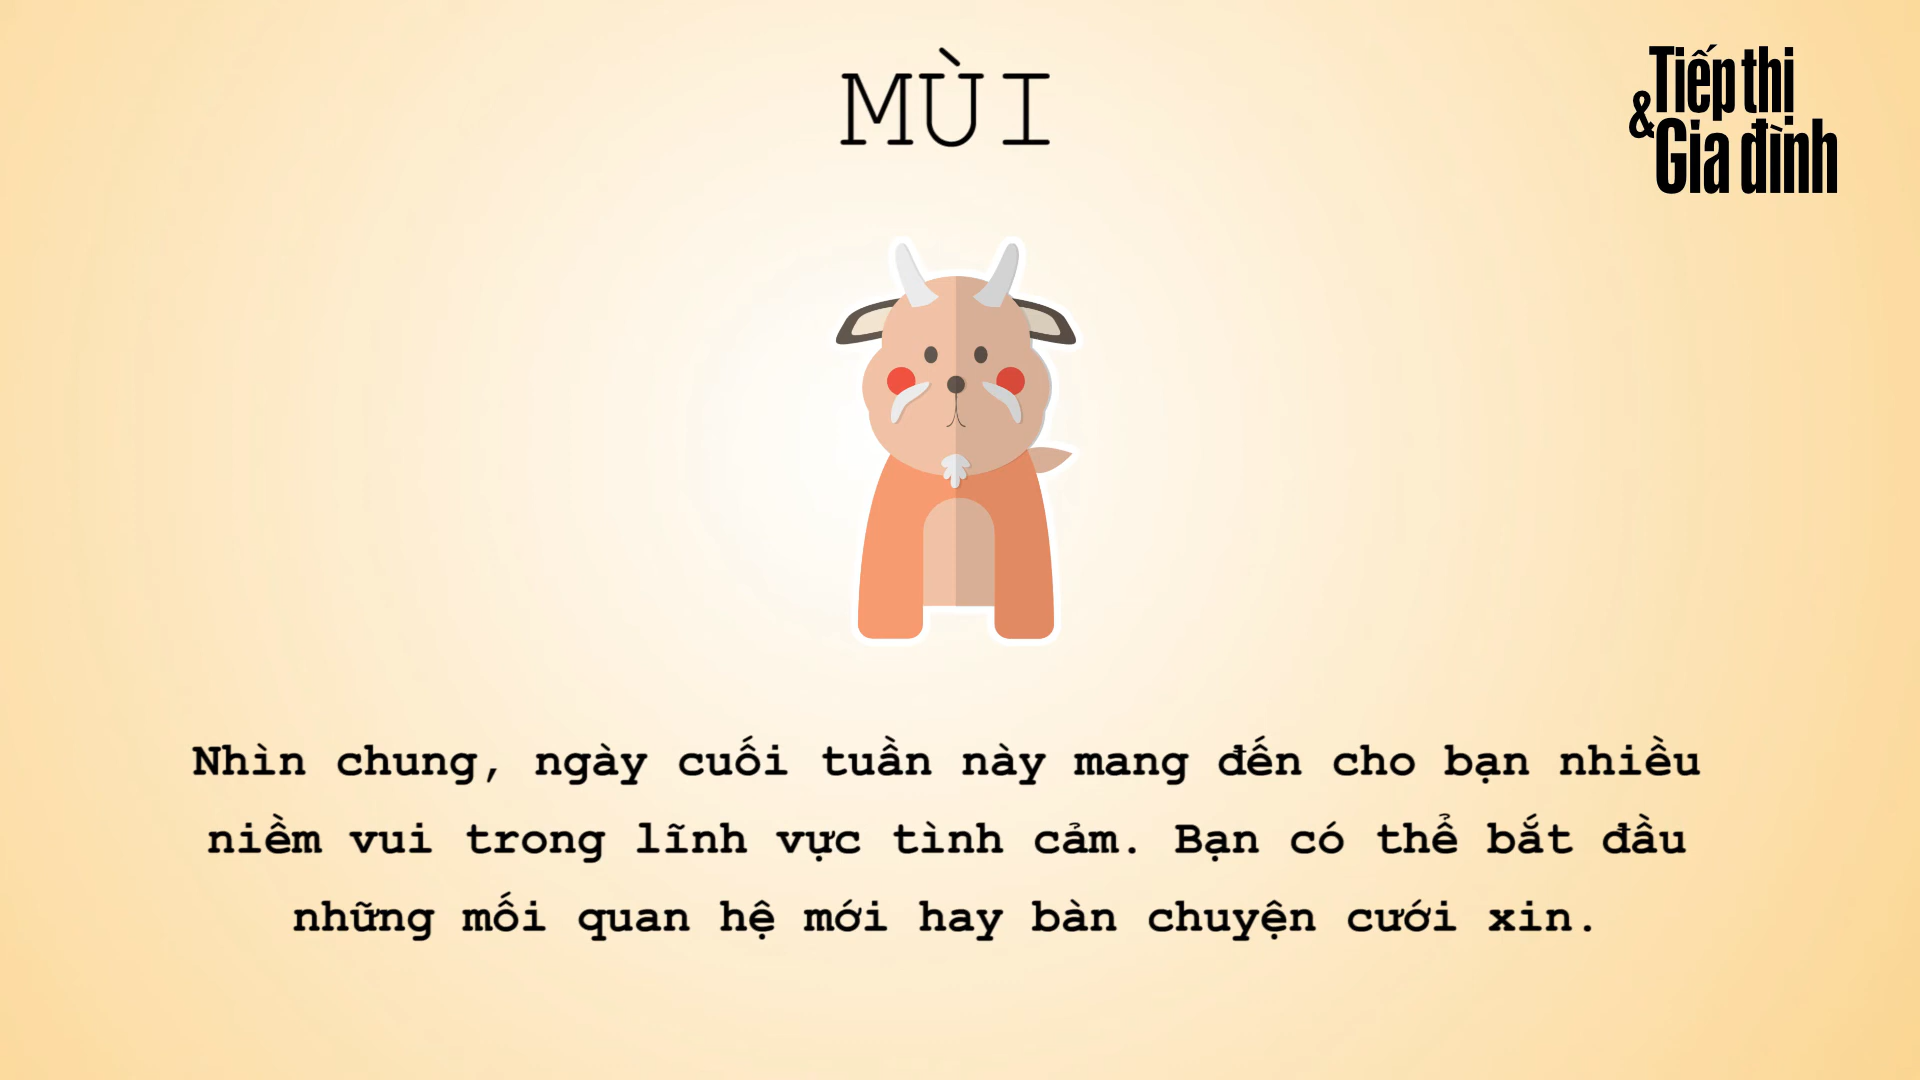 MÙI
Tiếp thị
& Gia đình
Nhìn chung, ngày cuối tuần này mang đến cho bạn nhiều
niềm vui trong lĩnh vực tình cảm. Bạn có thể bắt đầu
những mối quan hệ mới hay bàn chuyện cưới xin.